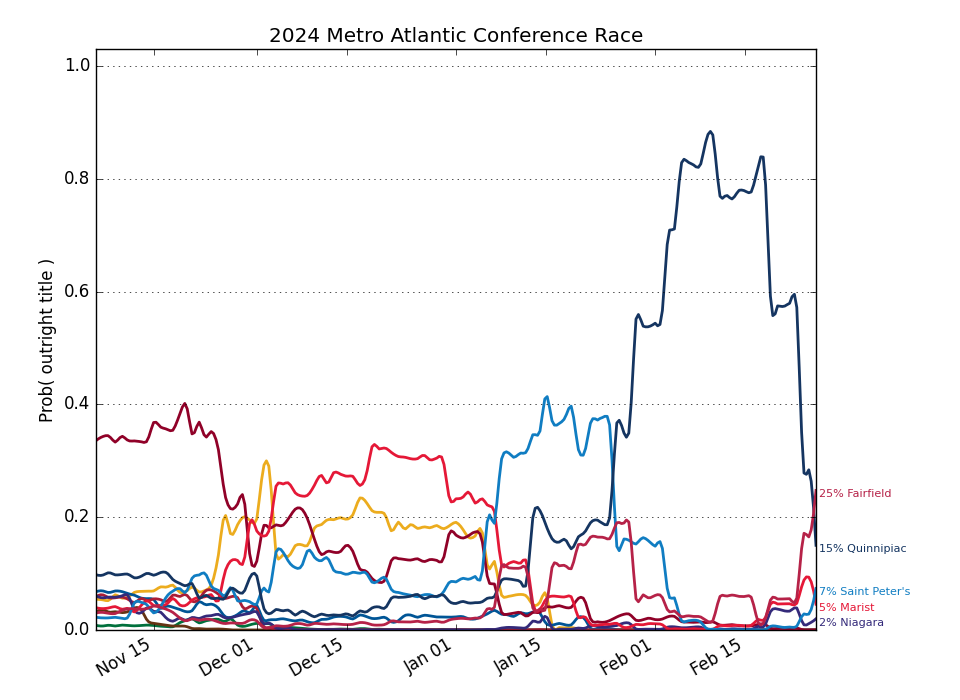 2024 Metro Atlantic Conference Race
Prob( outright title )
1.0
0.8
0.6
0.4
0.2
0.0
Nov 15
Dec 01
Dec 15
Jan 01
Jan 15
Feb 01
Feb 15
25% Fairfield
15% Quinnpiac
7% Saint Peter's
5% Marist
2% Niagara